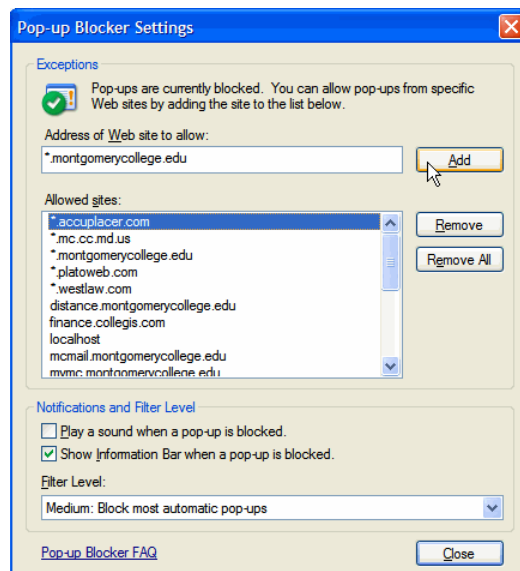 Pop-up Blocker Settings
Exceptions
Pop-ups are currently blocked. You can allow pop-ups from specific
Web sites by adding the site to the list below.
Address of Web site to allow:
*.montgomerycollege.edu
Add
Allowed sites:
*.accuplacer.com
Remove
*.mc.cc.md.us
*.montgomerycollege.edu
Remove All
*.platoweb.com
*.westlaw.com
distance.montgomerycollege.edu
finance.collegis.com
localhost
mcmail.montgomerycollege.edu
mymc.montgomerycollege.edu
Notifications and Filter Level
Play a sound when a pop-up is blocked.
Show Information Bar when a pop-up is blocked.
Filter Level:
Medium: Block most automatic pop-ups
Pop-up Blocker FAQ
Close